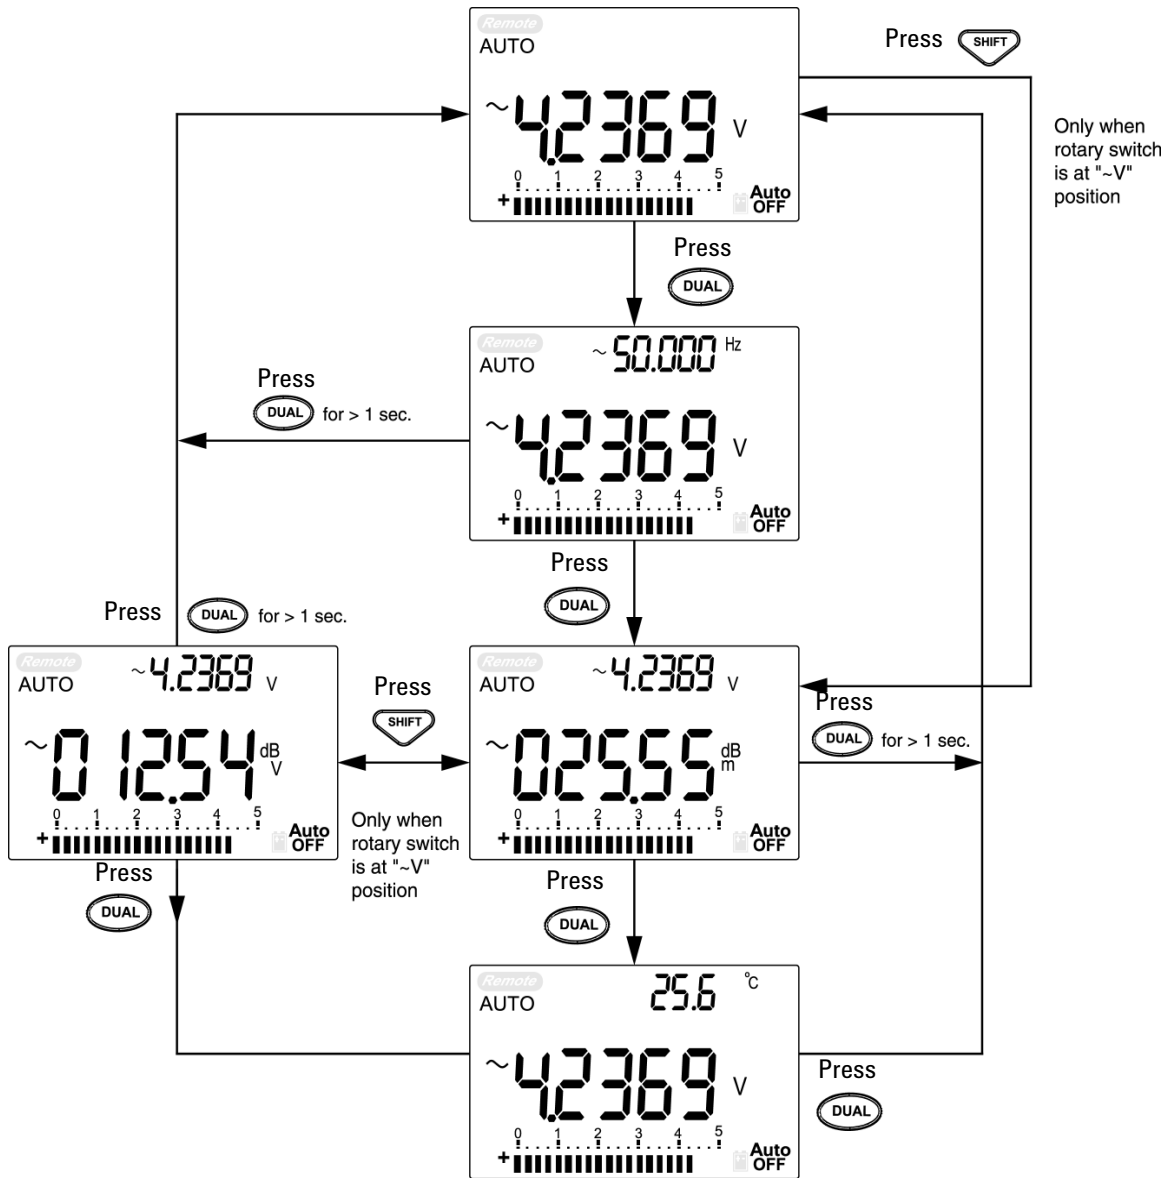 Remote
AUTO
~4.2369 V
0 1 2 3 4 5
+
Auto
OFF
Press SHIFT
Only when
rotary switch
is at "~V"
position
Press
DUAL
Remote
AUTO
~50.000 Hz
~4.2369 V
0 1 2 3 4 5
+
Auto
OFF
Press
DUAL for > 1 sec.
Press
DUAL
Press DUAL for > 1 sec.
Remote
AUTO
~4.2369 V
~012.54 dB
V
0 1 2 3 4 5
+
Auto
OFF
Press
SHIFT
Only when
rotary switch
is at "~V"
position
Remote
AUTO
~4.2369 V
~025.55 dB
m
0 1 2 3 4 5
+
Auto
OFF
Press
DUAL for > 1 sec.
Press
DUAL
Press
DUAL
Remote
AUTO
25.6 °C
~4.2369 V
0 1 2 3 4 5
+
Auto
OFF
Press
DUAL